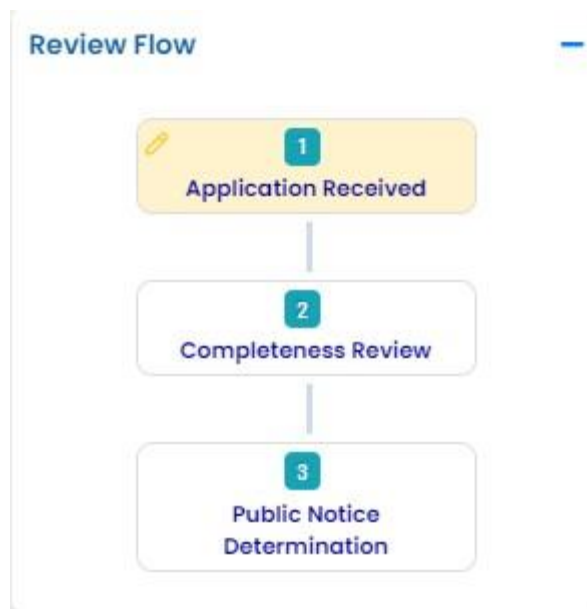 Review Flow
1
Application Received
2
Completeness Review
3
Public Notice
Determination